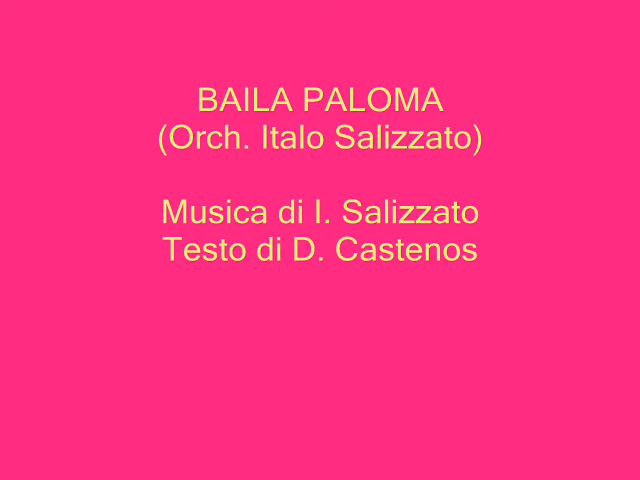 BAILA PALOMA
(Orch. Italo Salizzato)
Musica di I. Salizzato
Testo di D. Castenos